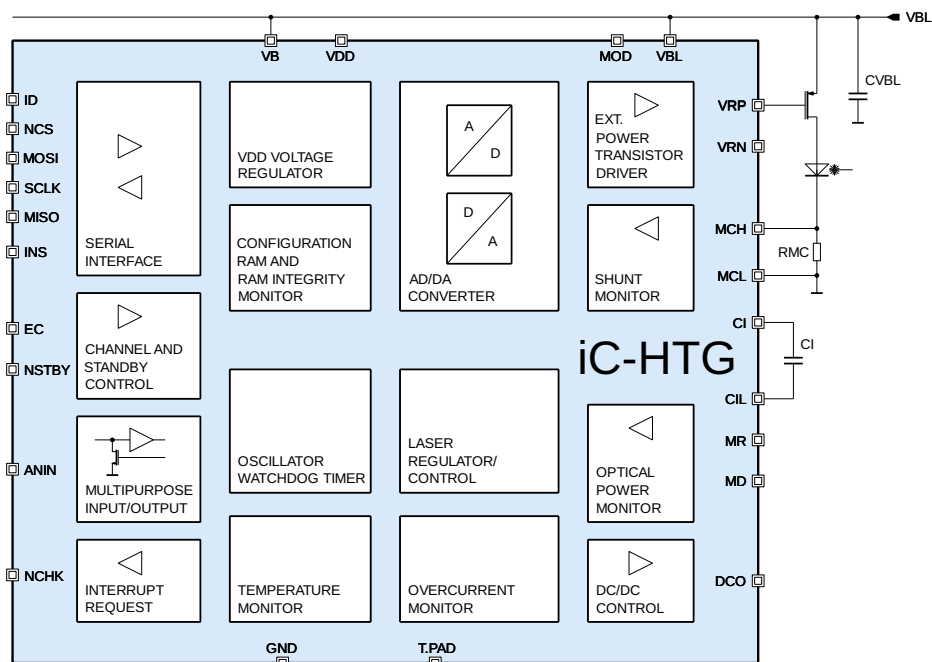 VBL
VB
VDD
MOD
VBL
ID
NCS
MOSI
SCLK
MISO
INS
EC
NSTBY
ANIN
NCHK
SERIAL
INTERFACE
CHANNEL AND
STANDBY
CONTROL
MULTIPURPOSE
INPUT/OUTPUT
INTERRUPT
REQUEST
VDD VOLTAGE
REGULATOR
CONFIGURATION
RAM AND
RAM INTEGRITY
MONITOR
OSCILLATOR
WATCHDOG TIMER
TEMPERATURE
MONITOR
A
D
D
A
AD/DA
CONVERTER
LASER
REGULATOR/
CONTROL
OVERCURRENT
MONITOR
EXT.
POWER
TRANSISTOR
DRIVER
SHUNT
MONITOR
iC-HTG
OPTICAL
POWER
MONITOR
DC/DC
CONTROL
VRP
VRN
MCH
MCL
CI
CIL
MR
MD
DCO
CVBL
RMC
CI
GND
T.PAD